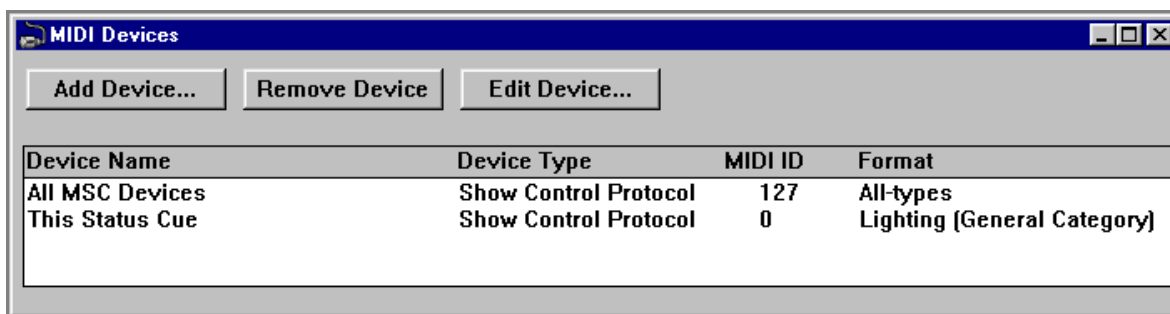 MIDI Devices
Add Device... Remove Device Edit Device...
Device Name Device Type MIDI ID Format
All MSC Devices Show Control Protocol 127 All-types
This Status Cue Show Control Protocol 0 Lighting (General Category)